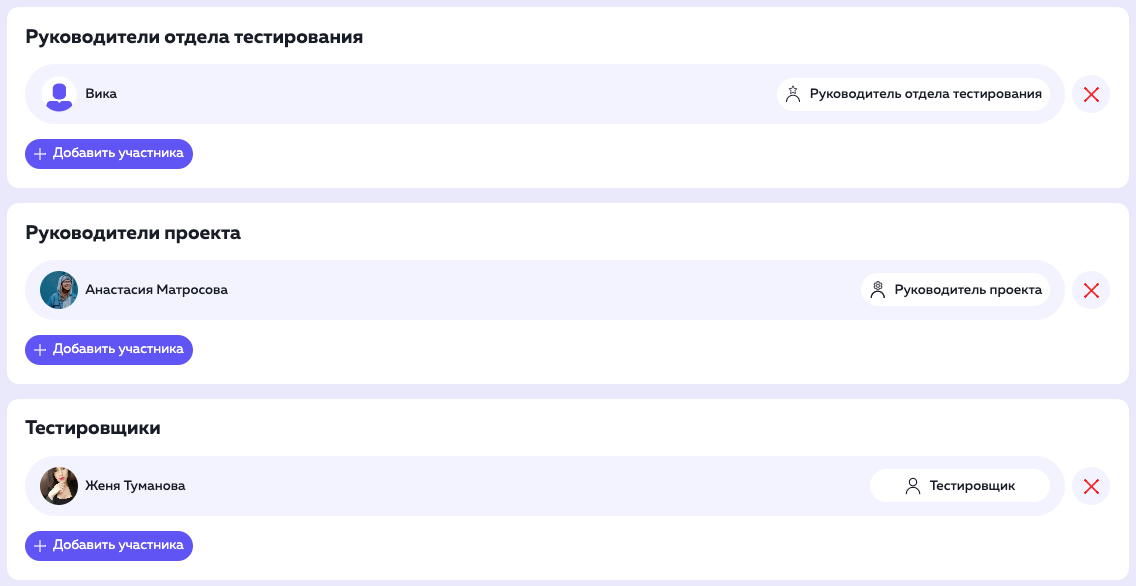 Руководители отдела тестирования
Вика
Руководитель отдела тестирования
Добавить участника
Руководители проекта
Анастасия Матросова
Руководитель проекта
Добавить участника
Тестировщики
Женя Туманова
Тестировщик
Добавить участника